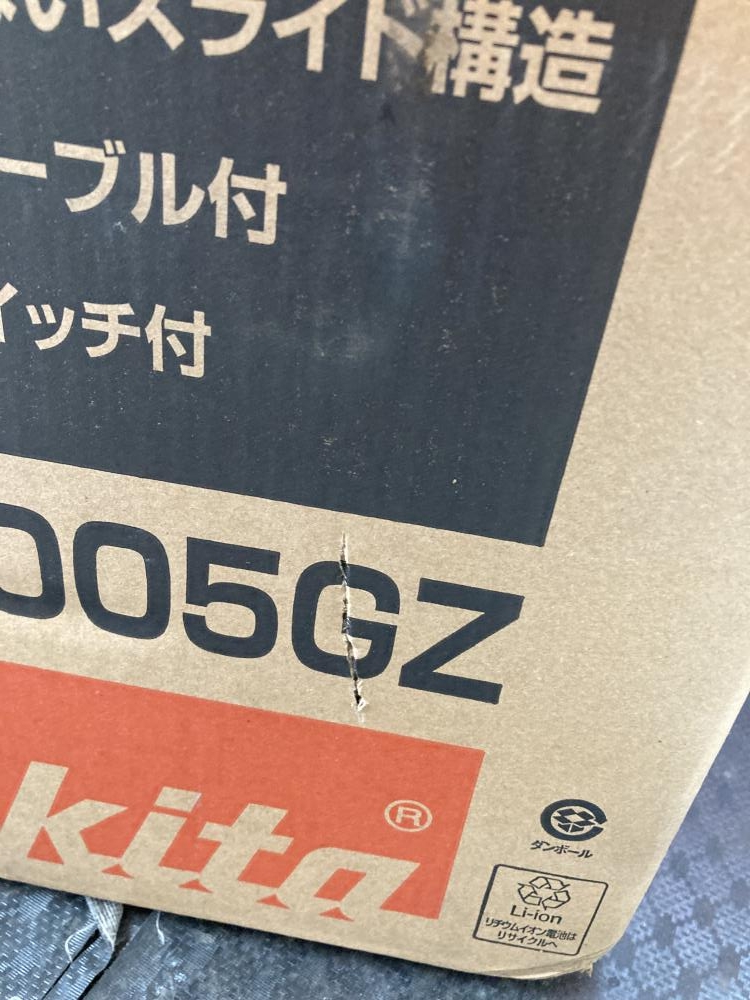 いスライド構造
ーブル付
イッチ付
005GZ
kita®
ダンボール
Li-ion
リチウムイオン電池は
リサイクルへ